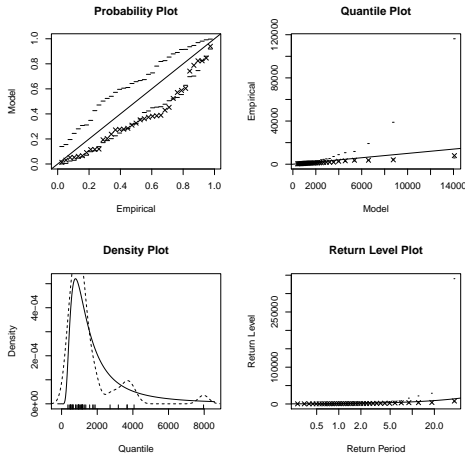 Probability Plot
Model
0.0 0.2 0.4 0.6 0.8 1.0
0.0 0.2 0.4 0.6 0.8 1.0
Empirical
Quantile Plot
Empirical
0 40000 80000 120000
0 2000 6000 10000 14000
Model
Density Plot
Density
0e+00 2e-04 4e-04
0 2000 4000 6000 8000
Quantile
Return Level Plot
Return Level
0 50000 150000 250000
0.5 1.0 2.0 5.0 20.0
Return Period